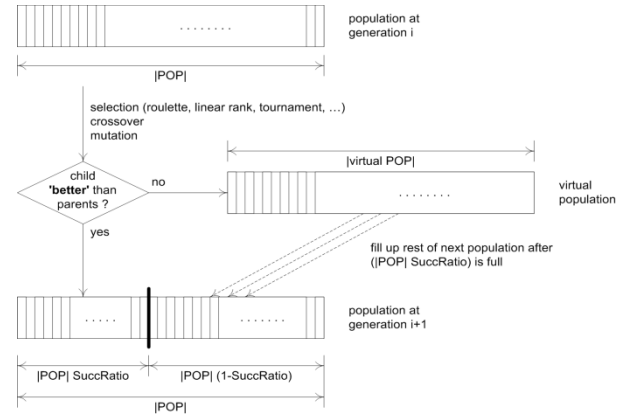 population at
generation i
. . . . . . . .
|POP|
selection (roulette, linear rank, tournament, ...)
crossover
mutation
child
'better' than
parents ?
no
yes
|virtual POP|
. . . . . . . .
virtual
population
fill up rest of next population after
(|POP| SuccRatio) is full
. . . . .
. . . . . . .
population at
generation i+1
|POP| SuccRatio
|POP| (1-SuccRatio)
|POP|